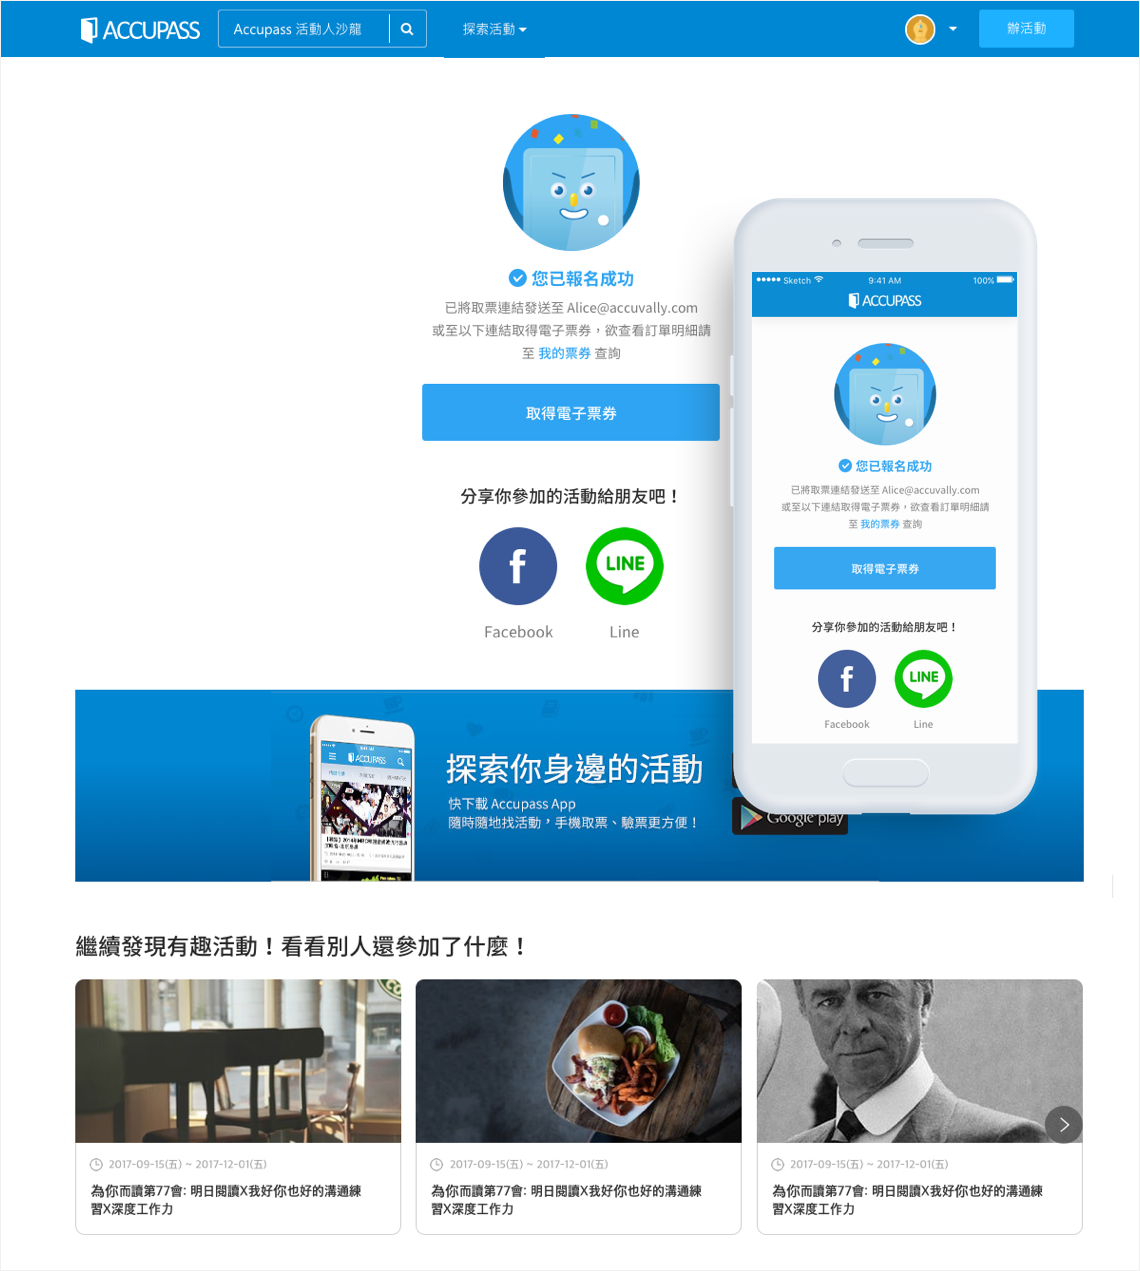 ACCUPASS
Accupass 活動人沙龍
探索活動
辦活動
您已報名成功
已將取票連結發送至 Alice@accuvally.com
或至以下連結取得電子票券，欲查看訂單明細請
至 我的票券 查詢
取得電子票券
分享你參加的活動給朋友吧！
f
LINE
Facebook
Line
Sketch
9:41 AM
100%
ACCUPASS
您已報名成功
已將取票連結發送至 Alice@accuvally.com
或至以下連結取得電子票券，欲查看訂單明細請
至 我的票券 查詢
取得電子票券
分享你參加的活動給朋友吧！
f
LINE
Facebook
Line
ACCUPASS
探索你身邊的活動
快下載 Accupass App
隨時隨地找活動，手機取票、驗票更方便！
Google play
繼續發現有趣活動！看看別人還參加了什麼！
2017-09-15(五) ~ 2017-12-01(五)
為你而讀第77會: 明日閱讀X我好你也好的溝通練
習X深度工作力
2017-09-15(五) ~ 2017-12-01(五)
為你而讀第77會: 明日閱讀X我好你也好的溝通練
習X深度工作力
2017-09-15(五) ~ 2017-12-01(五)
為你而讀第77會: 明日閱讀X我好你也好的溝通練
習X深度工作力